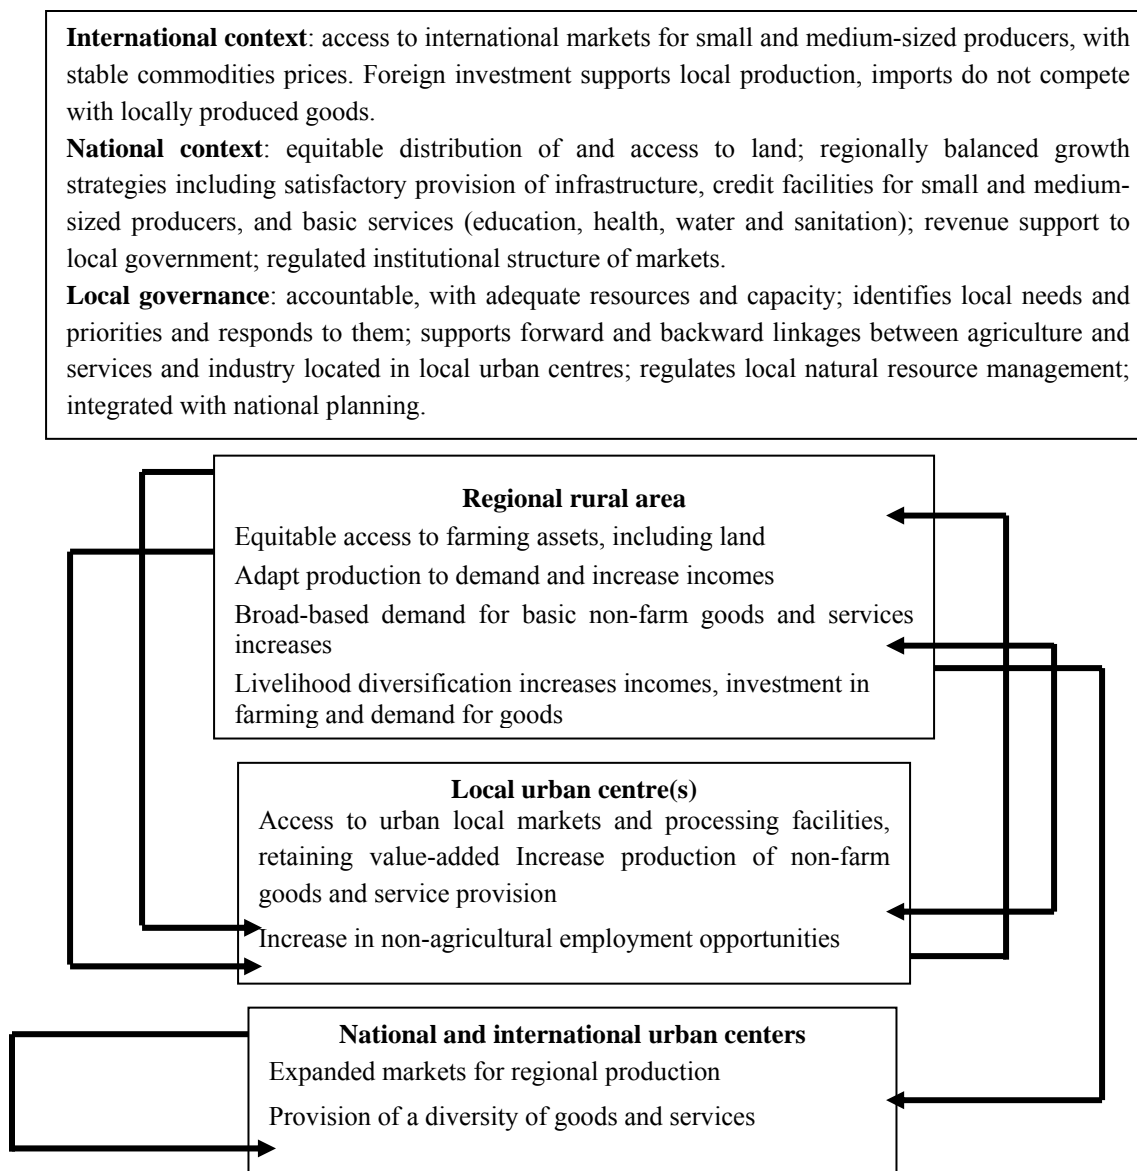 International context: access to international markets for small and medium-sized producers, with
stable commodities prices. Foreign investment supports local production, imports do not compete
with locally produced goods.
National context: equitable distribution of and access to land; regionally balanced growth
strategies including satisfactory provision of infrastructure, credit facilities for small and medium-
sized producers, and basic services (education, health, water and sanitation); revenue support to
local government; regulated institutional structure of markets.
Local governance: accountable, with adequate resources and capacity; identifies local needs and
priorities and responds to them; supports forward and backward linkages between agriculture and
services and industry located in local urban centres; regulates local natural resource management;
integrated with national planning.
Regional rural area
Equitable access to farming assets, including land
Adapt production to demand and increase incomes
Broad-based demand for basic non-farm goods and services
increases
Livelihood diversification increases incomes, investment in
farming and demand for goods
Local urban centre(s)
Access to urban local markets and processing facilities,
retaining value-added Increase production of non-farm
goods and service provision
Increase in non-agricultural employment opportunities
National and international urban centers
Expanded markets for regional production
Provision of a diversity of goods and services